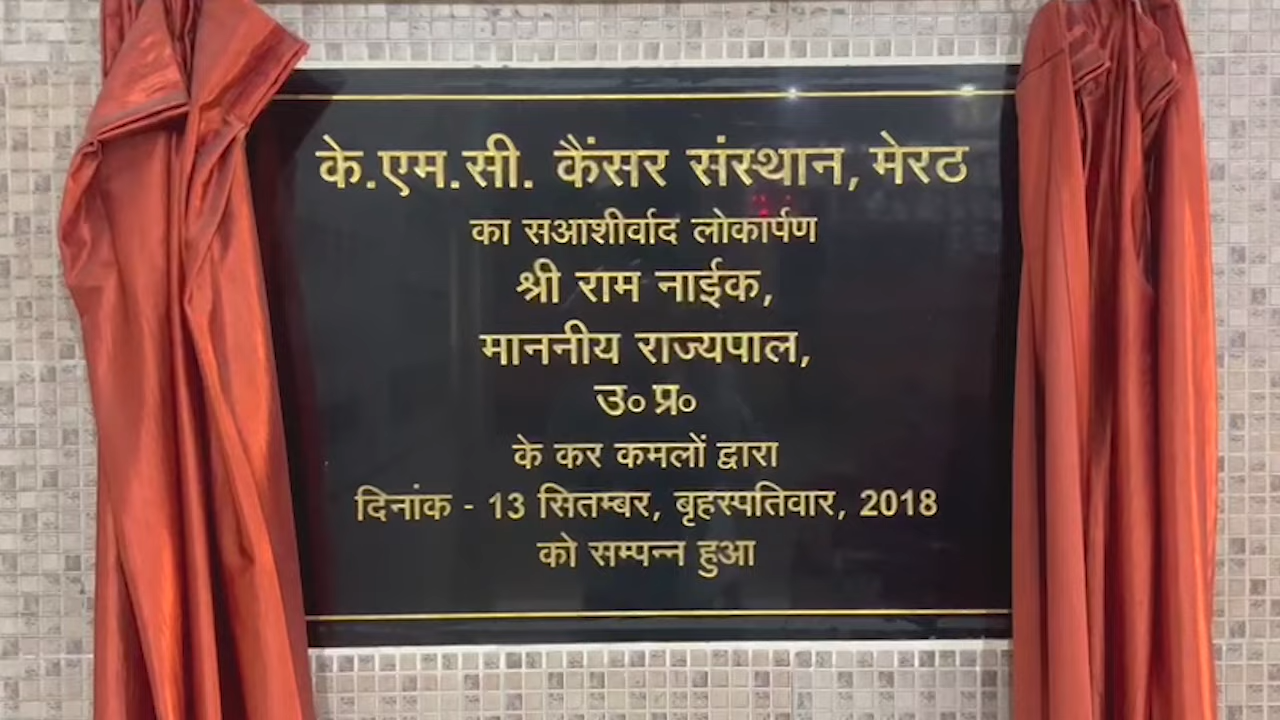 के.एम.सी. कैंसर संस्थान, मेरठ
का सआशीर्वाद लोकार्पण
श्री राम नाईक,
माननीय राज्यपाल,
उ० प्र०
के कर कमलों द्वारा
दिनांक - 13 सितम्बर, बृहस्पतिवार, 2018
को सम्पन्न हुआ